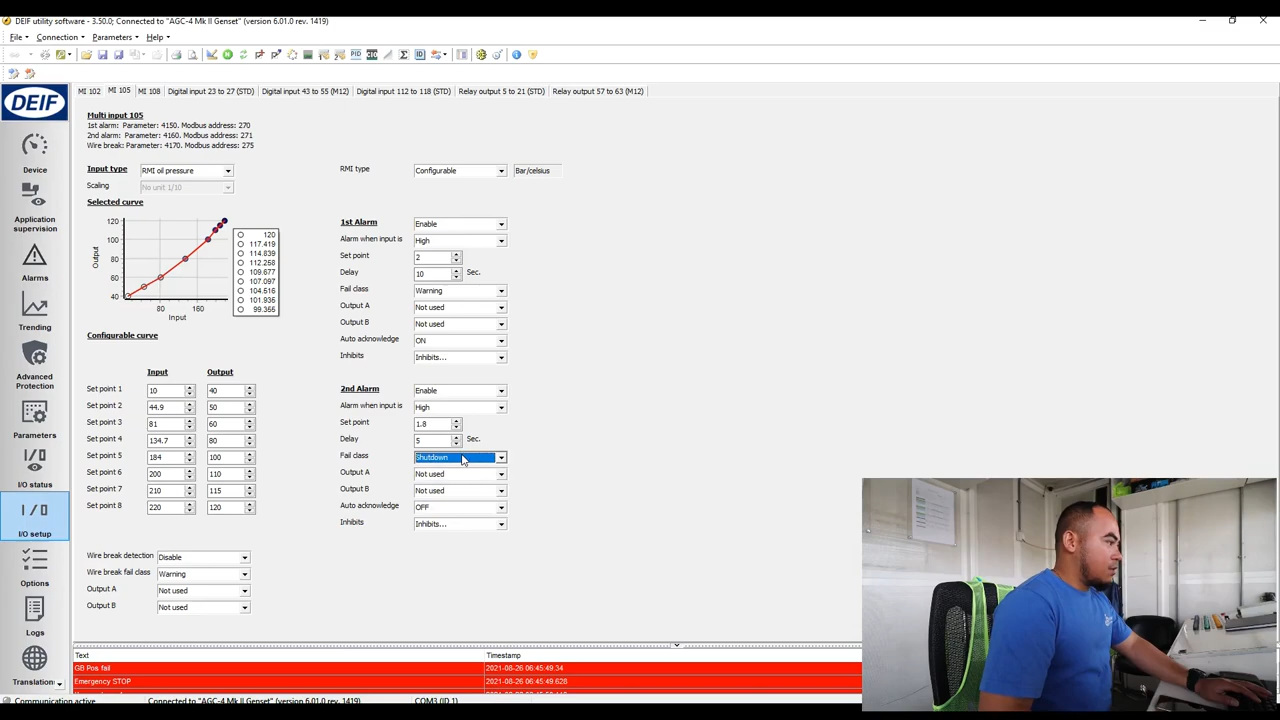 DEIF utility software - 3.50.0; Connected to "AGC-4 Mk II Genset" (version 6.01.0 rev. 1419)
File Connection Parameters Help
PID
ID
MI 102 MI 105 MI 108 Digital input 23 to 27 (STD) Digital input 43 to 55 (M12) Digital input 112 to 118 (STD) Relay output 5 to 21 (STD) Relay output 57 to 63 (M12)
DEIF
Device
Application supervision
Alarms
Trending
Advanced Protection
Parameters
I/O status
I/O
I/O setup
Options
Logs
Translation
Multi input 105
1st alarm: Parameter: 4150. Modbus address: 270
2nd alarm: Parameter: 4160. Modbus address: 271
Wire break: Parameter: 4170. Modbus address: 275
Input type RMI oil pressure RMI type Configurable Bar/celsius
Scaling No unit 1/10
Selected curve
Output
120
100
80
60
40
80 160
Input
120
117.419
114.839
112.258
109.677
107.097
104.516
101.935
99.355
1st Alarm Enable
Alarm when input is High
Set point 2
Delay 10 Sec.
Fail class Warning
Output A Not used
Output B Not used
Auto acknowledge ON
Inhibits Inhibits...
Configurable curve
Input Output
Set point 1 10 40
Set point 2 44.9 50
Set point 3 81 60
Set point 4 134.7 80
Set point 5 184 100
Set point 6 200 110
Set point 7 210 115
Set point 8 220 120
2nd Alarm Enable
Alarm when input is High
Set point 1.8
Delay 5 Sec.
Fail class Shutdown
Output A Not used
Output B Not used
Auto acknowledge OFF
Inhibits Inhibits...
Wire break detection Disable
Wire break fail class Warning
Output A Not used
Output B Not used
Text Timestamp
GB Pos fail 2021-08-26 06:45:49.34
Emergency STOP 2021-08-26 06:45:49.628
Communication active Connected to "AGC-4 Mk II Genset" (version 6.01.0 rev. 1419) COM3 (ID 1)